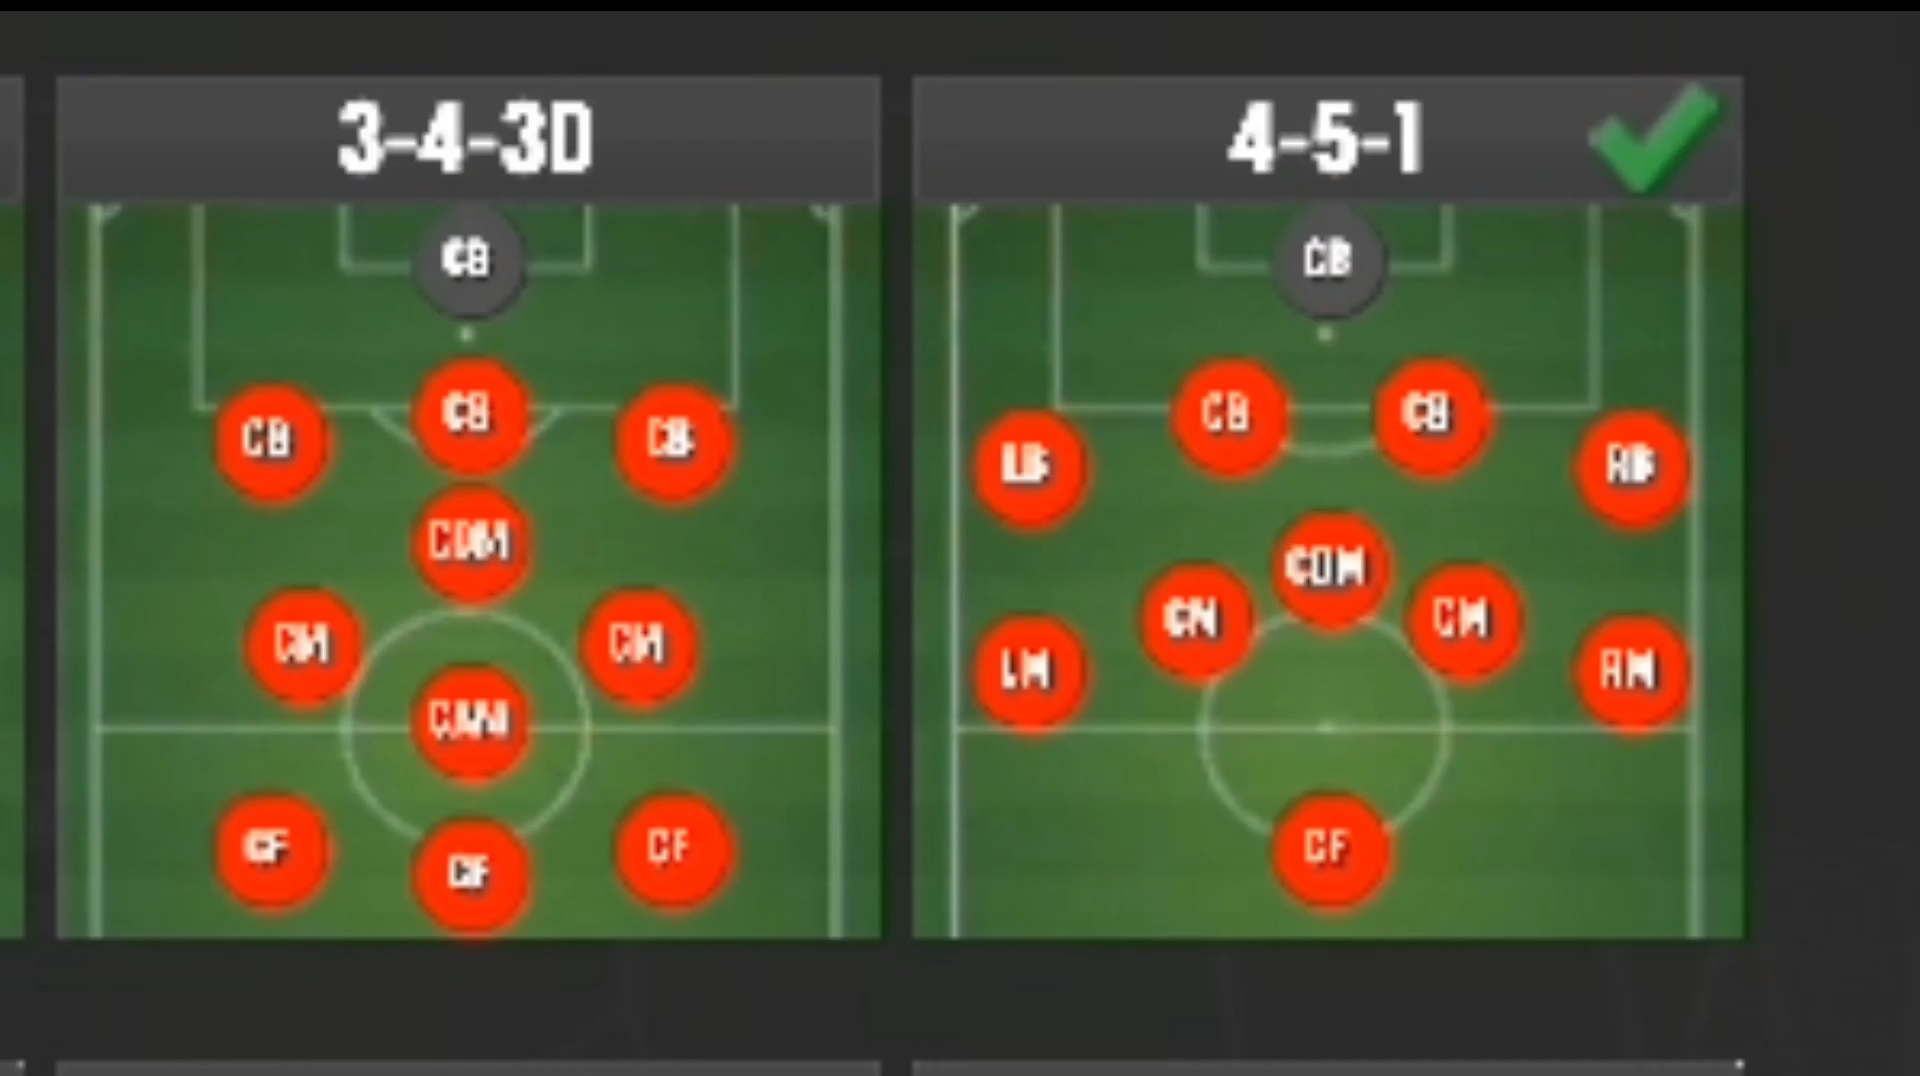 3-4-3D
CB
CB
CB CB
CDM
CM CM
CAM
CF CF
CF
4-5-1
CB
CB CB
LB RB
CDM
CM CM
LM RM
CF